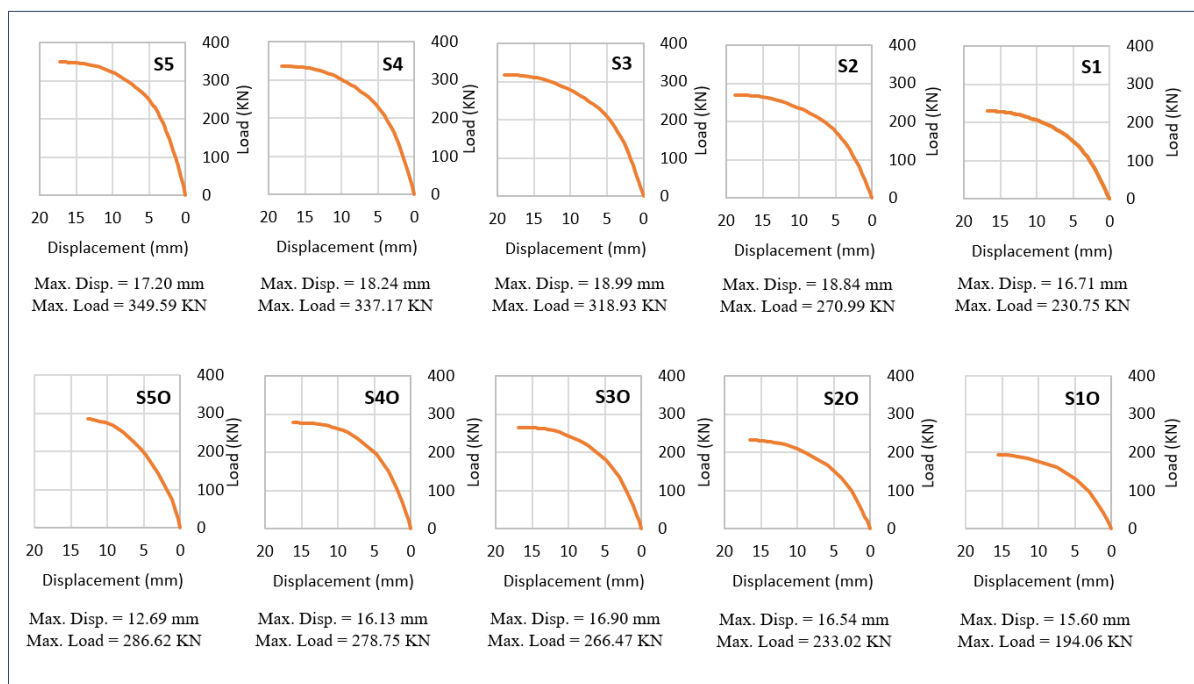 S5
400
300
200
100
0
Load (KN)
20 15 10 5 0
Displacement (mm)
Max. Disp. = 17.20 mm
Max. Load = 349.59 KN
S4
400
300
200
100
0
Load (KN)
20 15 10 5 0
Displacement (mm)
Max. Disp. = 18.24 mm
Max. Load = 337.17 KN
S3
400
300
200
100
0
Load (KN)
20 15 10 5 0
Displacement (mm)
Max. Disp. = 18.99 mm
Max. Load = 318.93 KN
S2
400
300
200
100
0
Load (KN)
20 15 10 5 0
Displacement (mm)
Max. Disp. = 18.84 mm
Max. Load = 270.99 KN
S1
400
300
200
100
0
Load (KN)
20 15 10 5 0
Displacement (mm)
Max. Disp. = 16.71 mm
Max. Load = 230.75 KN
S5O
400
300
200
100
0
Load (KN)
20 15 10 5 0
Displacement (mm)
Max. Disp. = 12.69 mm
Max. Load = 286.62 KN
S4O
400
300
200
100
0
Load (KN)
20 15 10 5 0
Displacement (mm)
Max. Disp. = 16.13 mm
Max. Load = 278.75 KN
S3O
400
300
200
100
0
Load (KN)
20 15 10 5 0
Displacement (mm)
Max. Disp. = 16.90 mm
Max. Load = 266.47 KN
S2O
400
300
200
100
0
Load (KN)
20 15 10 5 0
Displacement (mm)
Max. Disp. = 16.54 mm
Max. Load = 233.02 KN
S1O
400
300
200
100
0
Load (KN)
20 15 10 5 0
Displacement (mm)
Max. Disp. = 15.60 mm
Max. Load = 194.06 KN